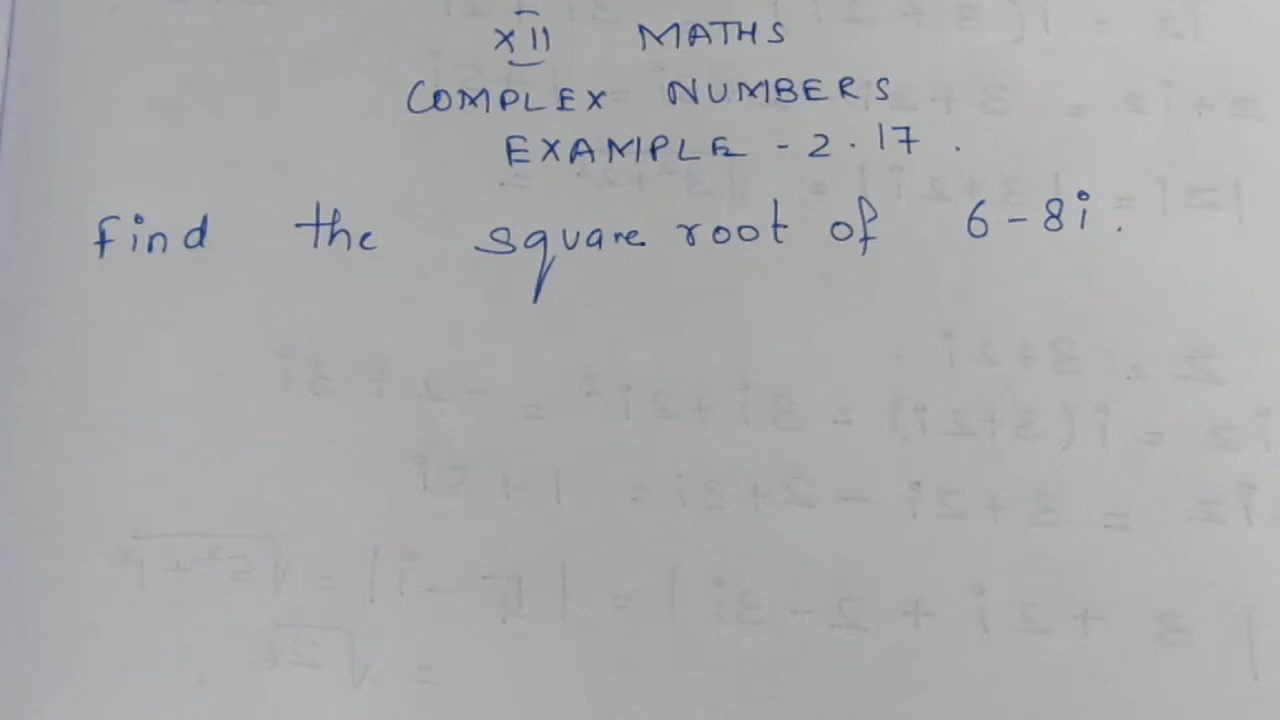 XII MATHS
COMPLEX NUMBERS
EXAMPLE - 2.17.
Find the square root of 6-8i.